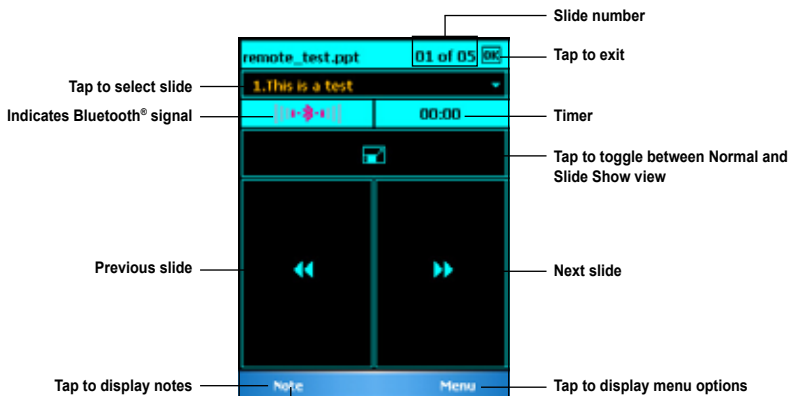 Slide number
remote_test.ppt 01 of 05 OK Tap to exit
Tap to select slide 1.This is a test
Indicates Bluetooth® signal 00:00 Timer
Tap to toggle between Normal and
Slide Show view
Previous slide Next slide
Tap to display notes Note Menu Tap to display menu options